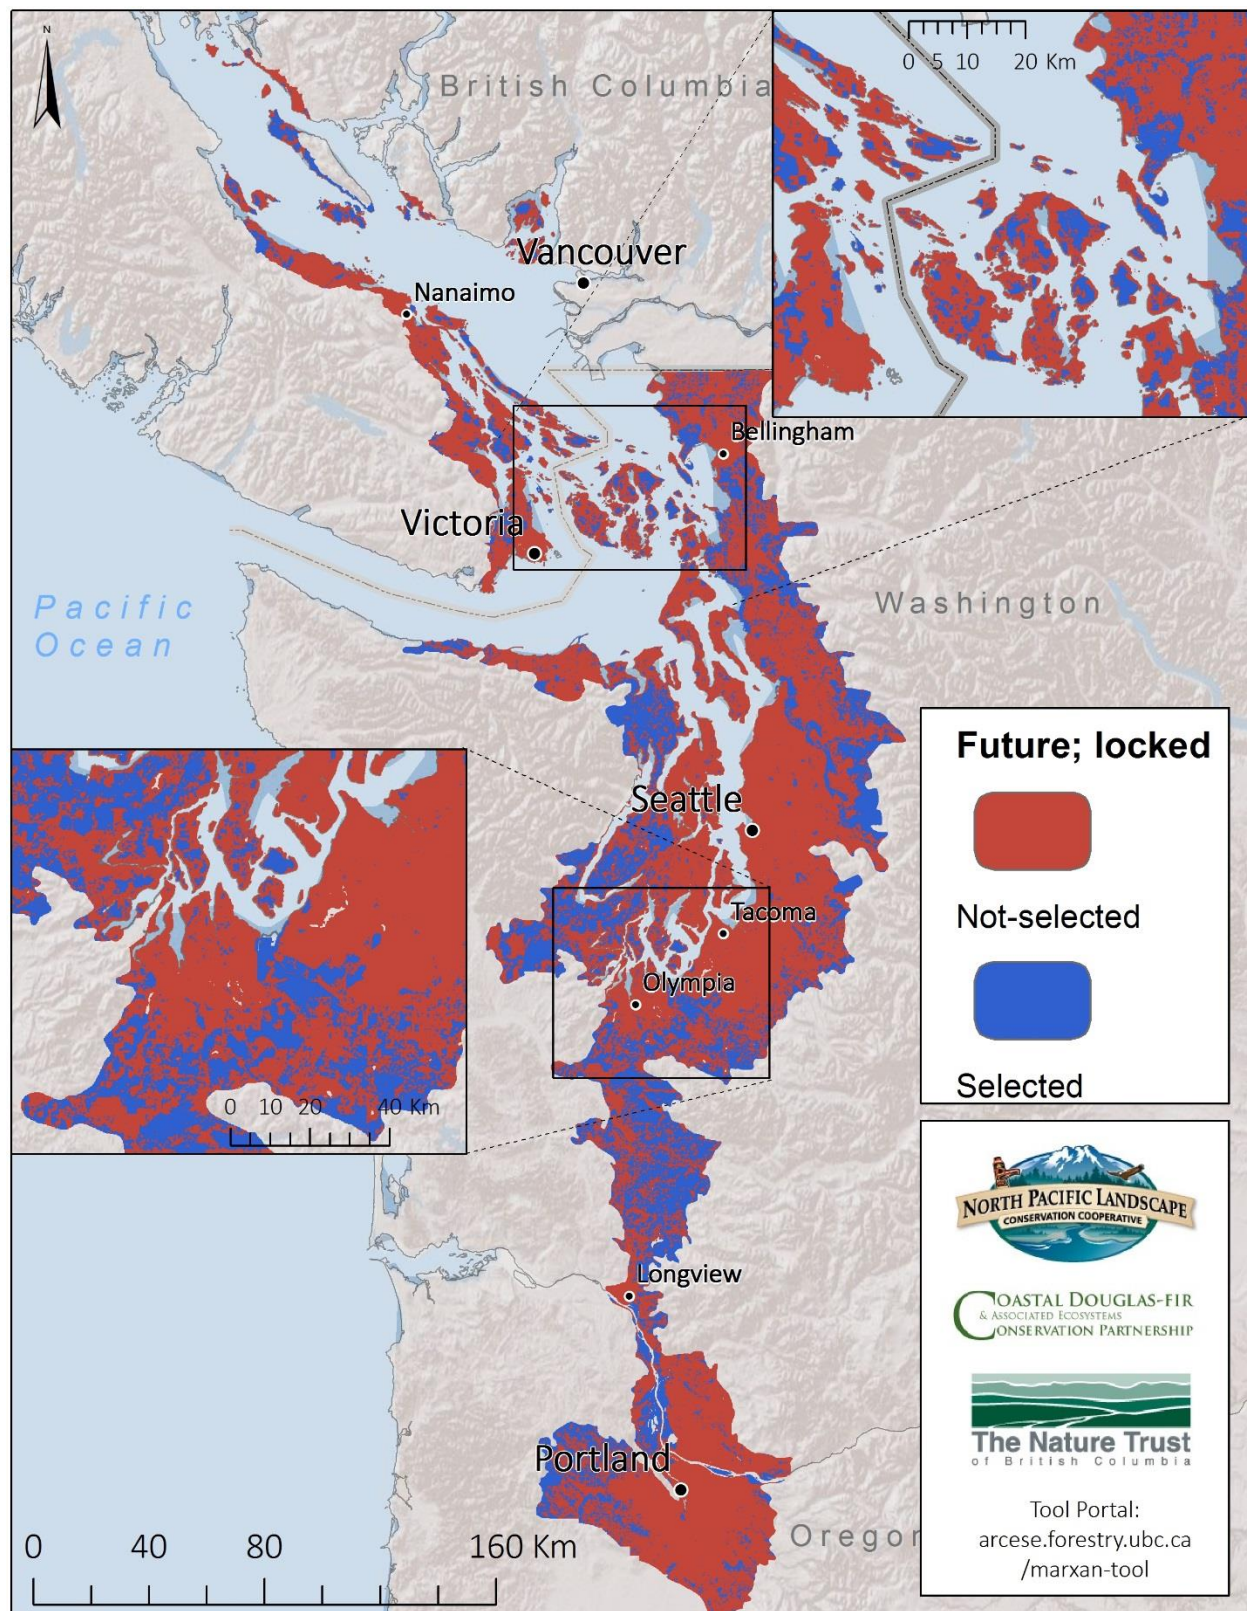 N
British Columbia
0 5 10 20 Km
Vancouver
Nanaimo
Bellingham
Victoria
Pacific
Ocean
Washington
Future; locked
Not-selected
Selected
Seattle
Tacoma
Olympia
0 10 20 40 Km
Longview
Portland
Orego
0 40 80 160 Km
NORTH PACIFIC LANDSCAPE
CONSERVATION COOPERATIVE
COASTAL DOUGLAS-FIR
& ASSOCIATED ECOSYSTEMS
CONSERVATION PARTNERSHIP
The Nature Trust
of British Columbia
Tool Portal:
arcese.forestry.ubc.ca
/marxan-tool